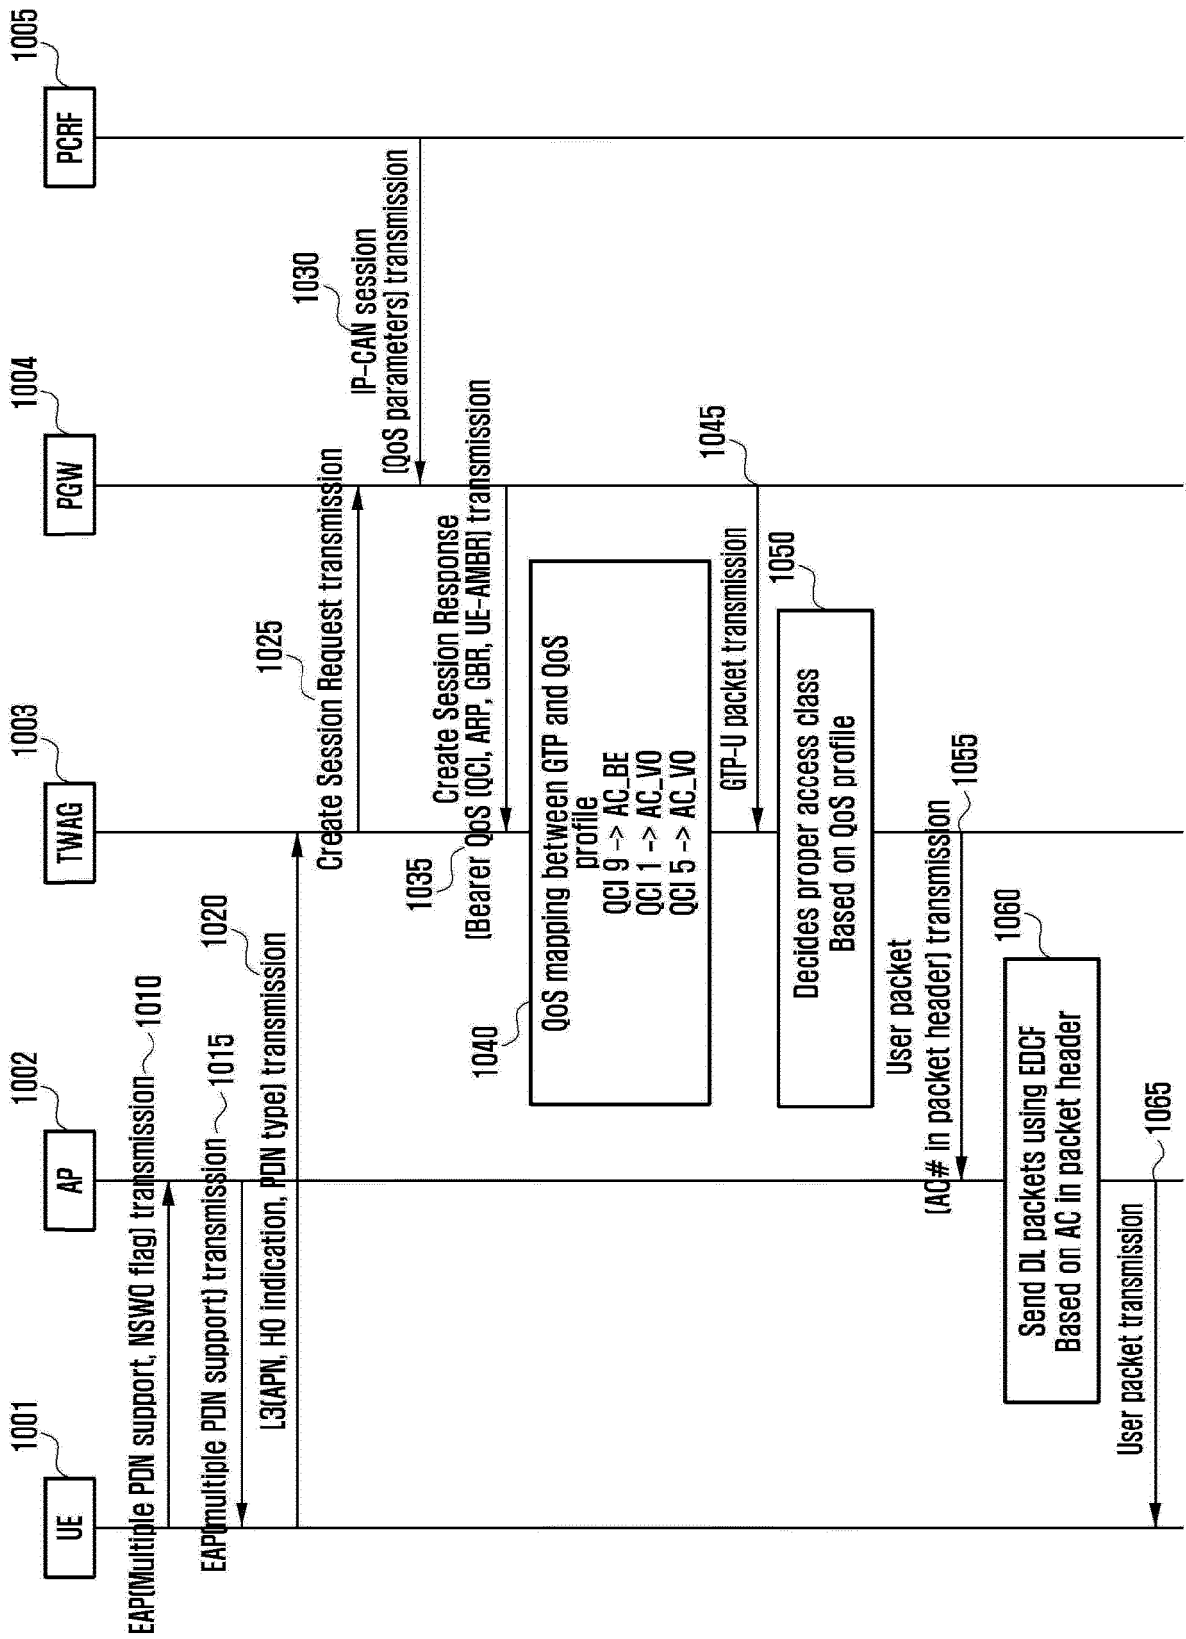 UE
1001
AP
1002
TWAG
1003
PGW
1004
PCRF
1005
EAP(Multiple PDN support, NSWO flag) transmission
1010
EAP(multiple PDN support) transmission
1015
L3(APN, HO indication, PDN type) transmission
1020
1025
Create Session Request transmission
1030
IP-CAN session
(QoS parameters) transmission
Create Session Response
1035
(Bearer QoS (QCI, ARP, GBR, UE-AMBR) transmission
1040
QoS mapping between GTP and QoS
profile
QCI 9 -> AC_BE
QCI 1 -> AC_VO
QCI 5 -> AC_VO
1045
GTP-U packet transmission
1050
Decides proper access class
Based on QoS profile
User packet
(AC# in packet header) transmission
1055
1060
Send DL packets using EDCF
Based on AC in packet header
User packet transmission
1065